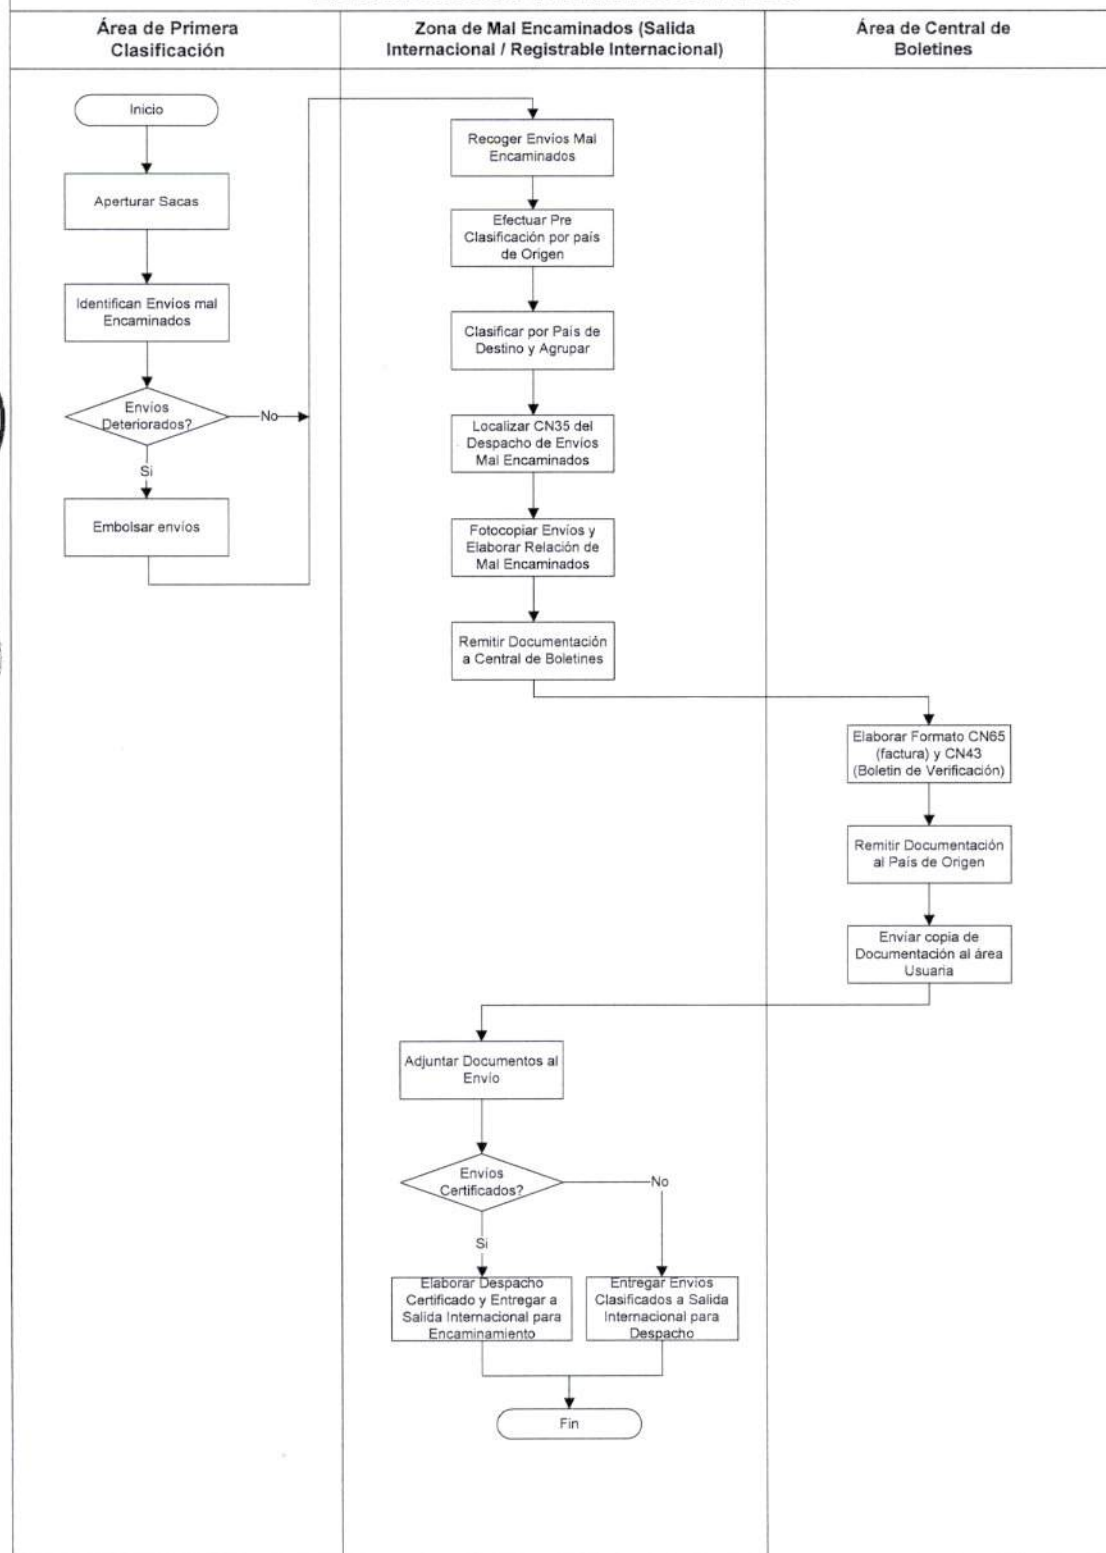 Área de Primera
Clasificación
Zona de Mal Encaminados (Salida
Internacional / Registrable Internacional)
Área de Central de
Boletines
Inicio
Aperturar Sacas
Identifican Envios mal
Encaminados
Envíos
Deteriorados?
No
Si
Embolsar envíos
Recoger Envíos Mal
Encaminados
Efectuar Pre
Clasificación por país
de Origen
Clasificar por País de
Destino y Agrupar
Localizar CN35 del
Despacho de Envíos
Mal Encaminados
Fotocopiar Envíos y
Elaborar Relación de
Mal Encaminados
Remitir Documentación
a Central de Boletines
Elaborar Formato CN65
(factura) y CN43
(Boletin de Verificación)
Remitir Documentación
al País de Origen
Envíar copia de
Documentación al área
Usuaria
Adjuntar Documentos al
Envío
Envíos
Certificados?
No
Si
Elaborar Despacho
Certificado y Entregar a
Salida Internacional para
Encaminamiento
Entregar Envíos
Clasificados a Salida
Internacional para
Despacho
Fin